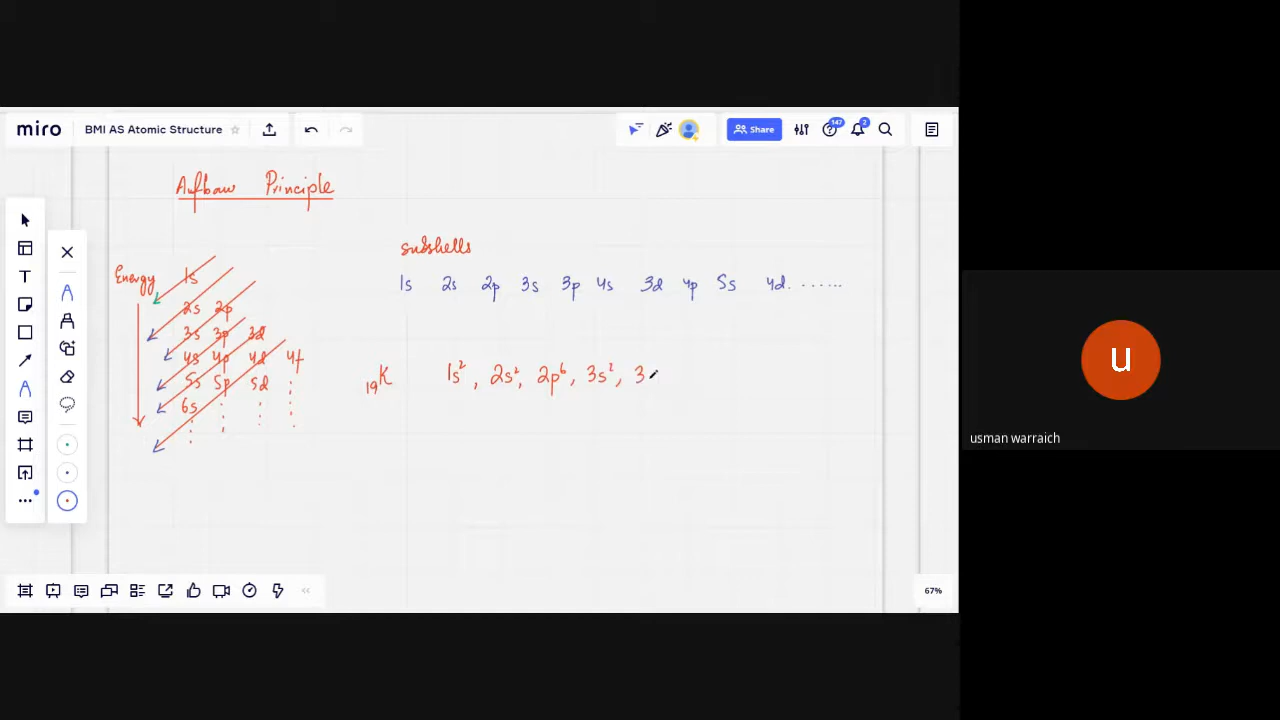 miro BMI AS Atomic Structure Share 147 2
Aufbau Principle
subshells
Energy 1s
1s 2s 2p 3s 3p 4s 3d 4p 5s 4d.......
2s 2p
3s 3p 3d
4s 4p 4d 4f
5s 5p 5d
6s
19K 1s², 2s², 2p⁶, 3s², 3
T
u
usman warraich
67%